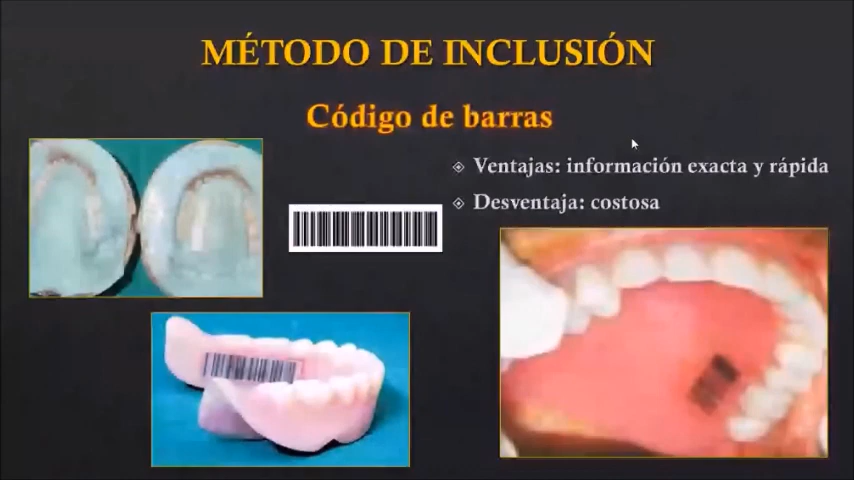 MÉTODO DE INCLUSIÓN
Código de barras
Ventajas: información exacta y rápida
Desventaja: costosa